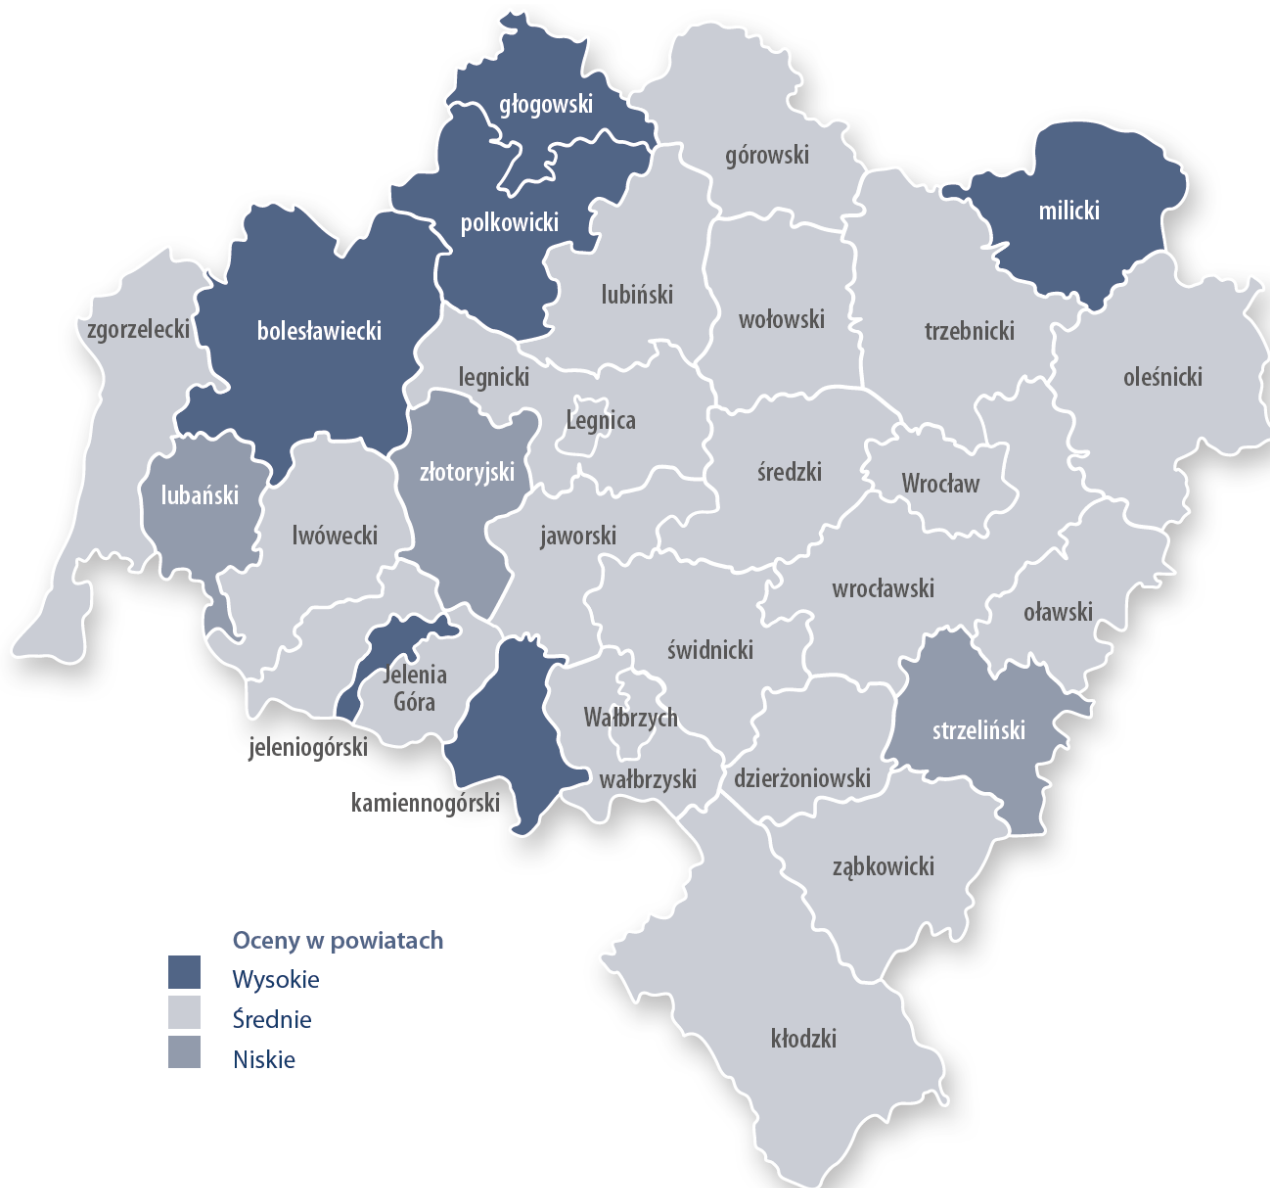 głogowski
górowski
milicki
polkowicki
lubiński
wołowski
zgorzelecki
bolesławiecki
trzebnicki
legnicki
oleśnicki
Legnica
złotoryjski
średzki
Wrocław
lubański
lwówecki
jaworski
wrocławski
oławski
świdnicki
Jelenia
Góra
Wałbrzych
strzeliński
jeleniogórski
wałbrzyski
dzierżoniowski
kamiennogórski
ząbkowicki
kłodzki
Oceny w powiatach
Wysokie
Średnie
Niskie